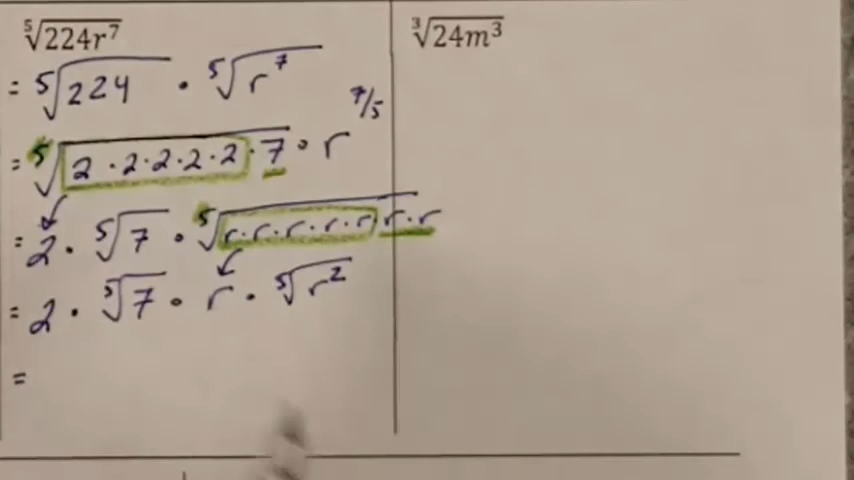 ⁵√224r⁷
= ⁵√224 · ⁵√r⁷
= ⁵√2·2·2·2·2·7 · r^7/5
= 2 · ⁵√7 · ⁵√r·r·r·r·r·r·r
= 2 · ⁵√7 · r · ⁵√r²
=
³√24m³